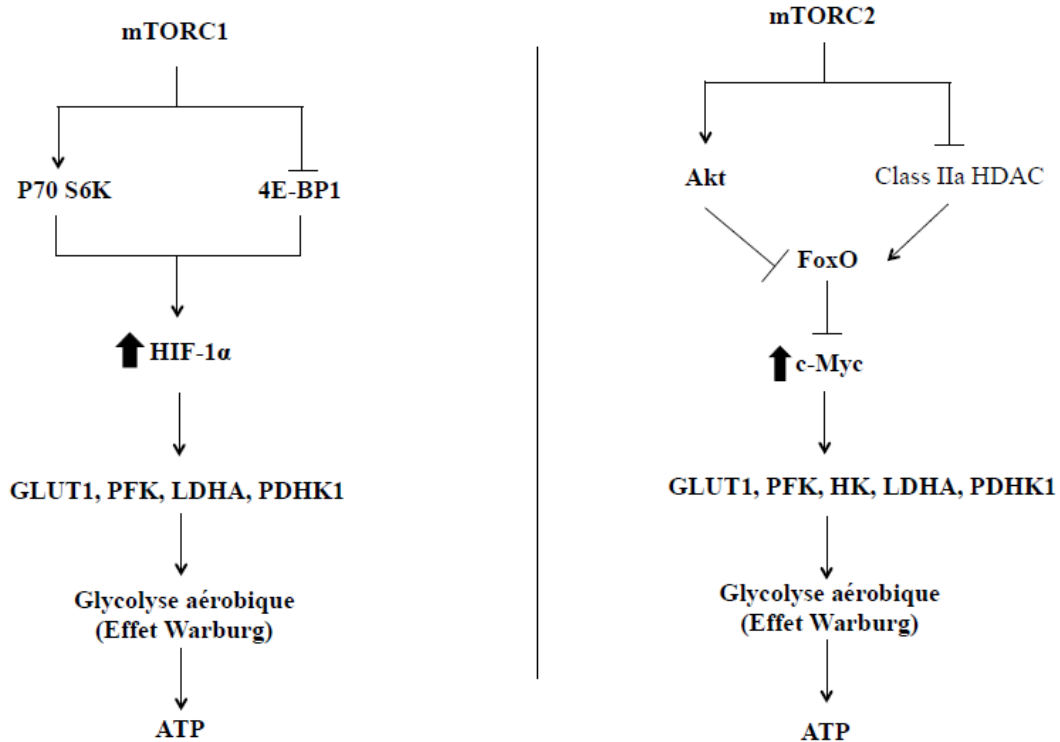 mTORC1
P70 S6K
4E-BP1
HIF-1α
GLUT1, PFK, LDHA, PDHK1
Glycolyse aérobique
(Effet Warburg)
ATP
mTORC2
Akt
Class IIa HDAC
FoxO
c-Myc
GLUT1, PFK, HK, LDHA, PDHK1
Glycolyse aérobique
(Effet Warburg)
ATP